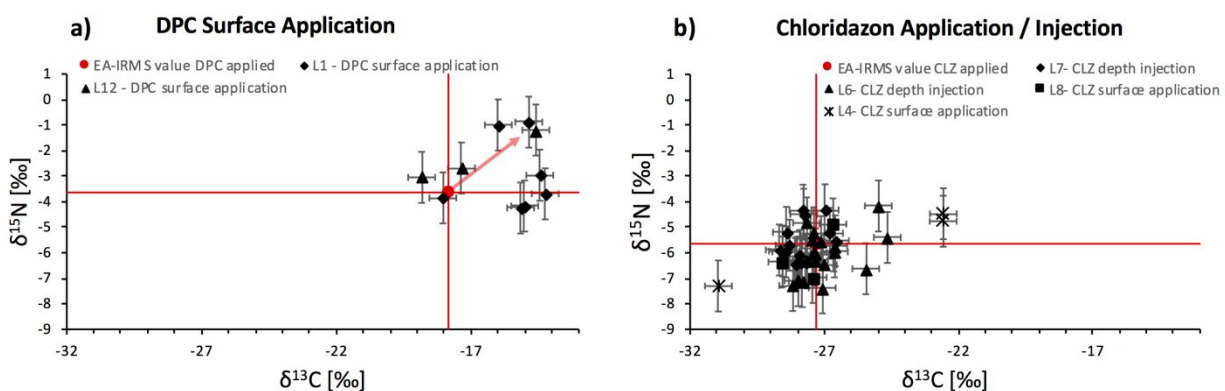 a) DPC Surface Application
EA-IRMS value DPC applied L1 - DPC surface application
L12 - DPC surface application
1
0
-1
-2
-3
-4
-5
-6
-7
-8
-9
-32 -27 -22 -17
δ15N [‰]
δ13C [‰]
b) Chloridazon Application / Injection
EA-IRMS value CLZ applied L7- CLZ depth injection
L6- CLZ depth injection L8- CLZ surface application
L4- CLZ surface application
1
0
-1
-2
-3
-4
-5
-6
-7
-8
-9
-32 -27 -22 -17
δ15N [‰]
δ13C [‰]